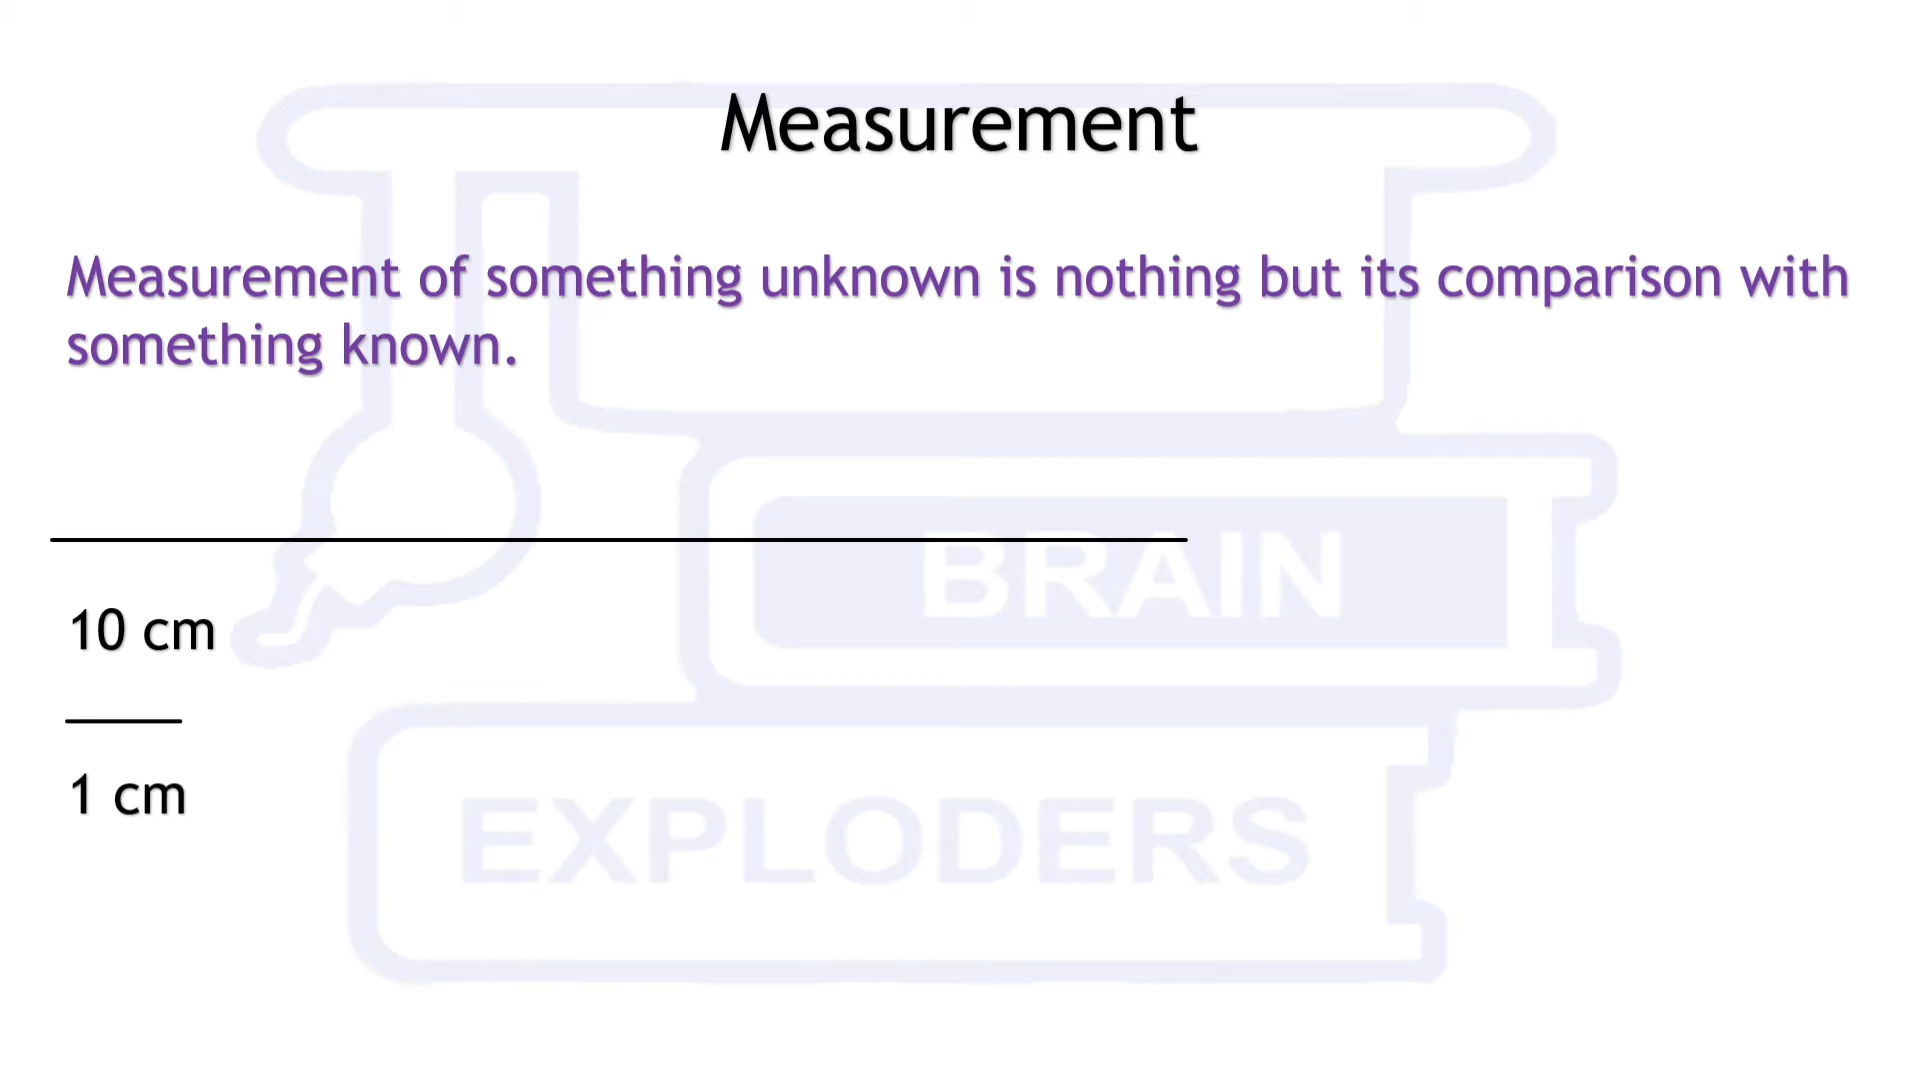 Measurement
Measurement of something unknown is nothing but its comparison with
something known.
BRAIN
10 cm
1 cm
EXPLODERS